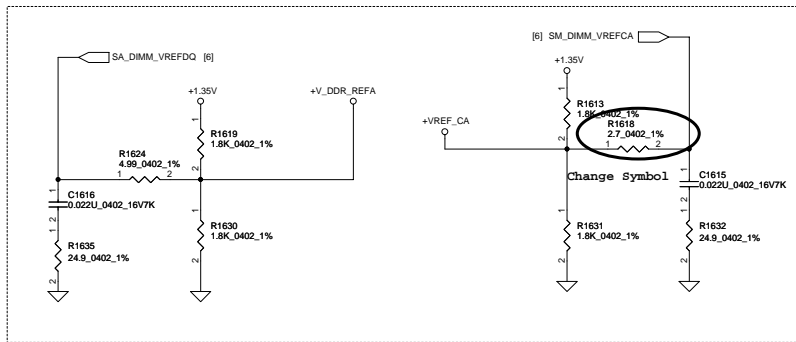 [6] SM_DIMM_VREFCA
SA_DIMM_VREFDQ [6]
+1.35V
+1.35V
+V_DDR_REFA
+VREF_CA
1
R1613
1.8K_0402_1%
2
R1618
2.7_0402_1%
1 2
Change Symbol
1
R1619
1.8K_0402_1%
2
R1624
4.99_0402_1%
1 2
1
C1616
0.022U_0402_16V7K
2
1
R1635
24.9_0402_1%
2
1
R1630
1.8K_0402_1%
2
1
R1631
1.8K_0402_1%
2
1
C1615
0.022U_0402_16V7K
2
1
R1632
24.9_0402_1%
2